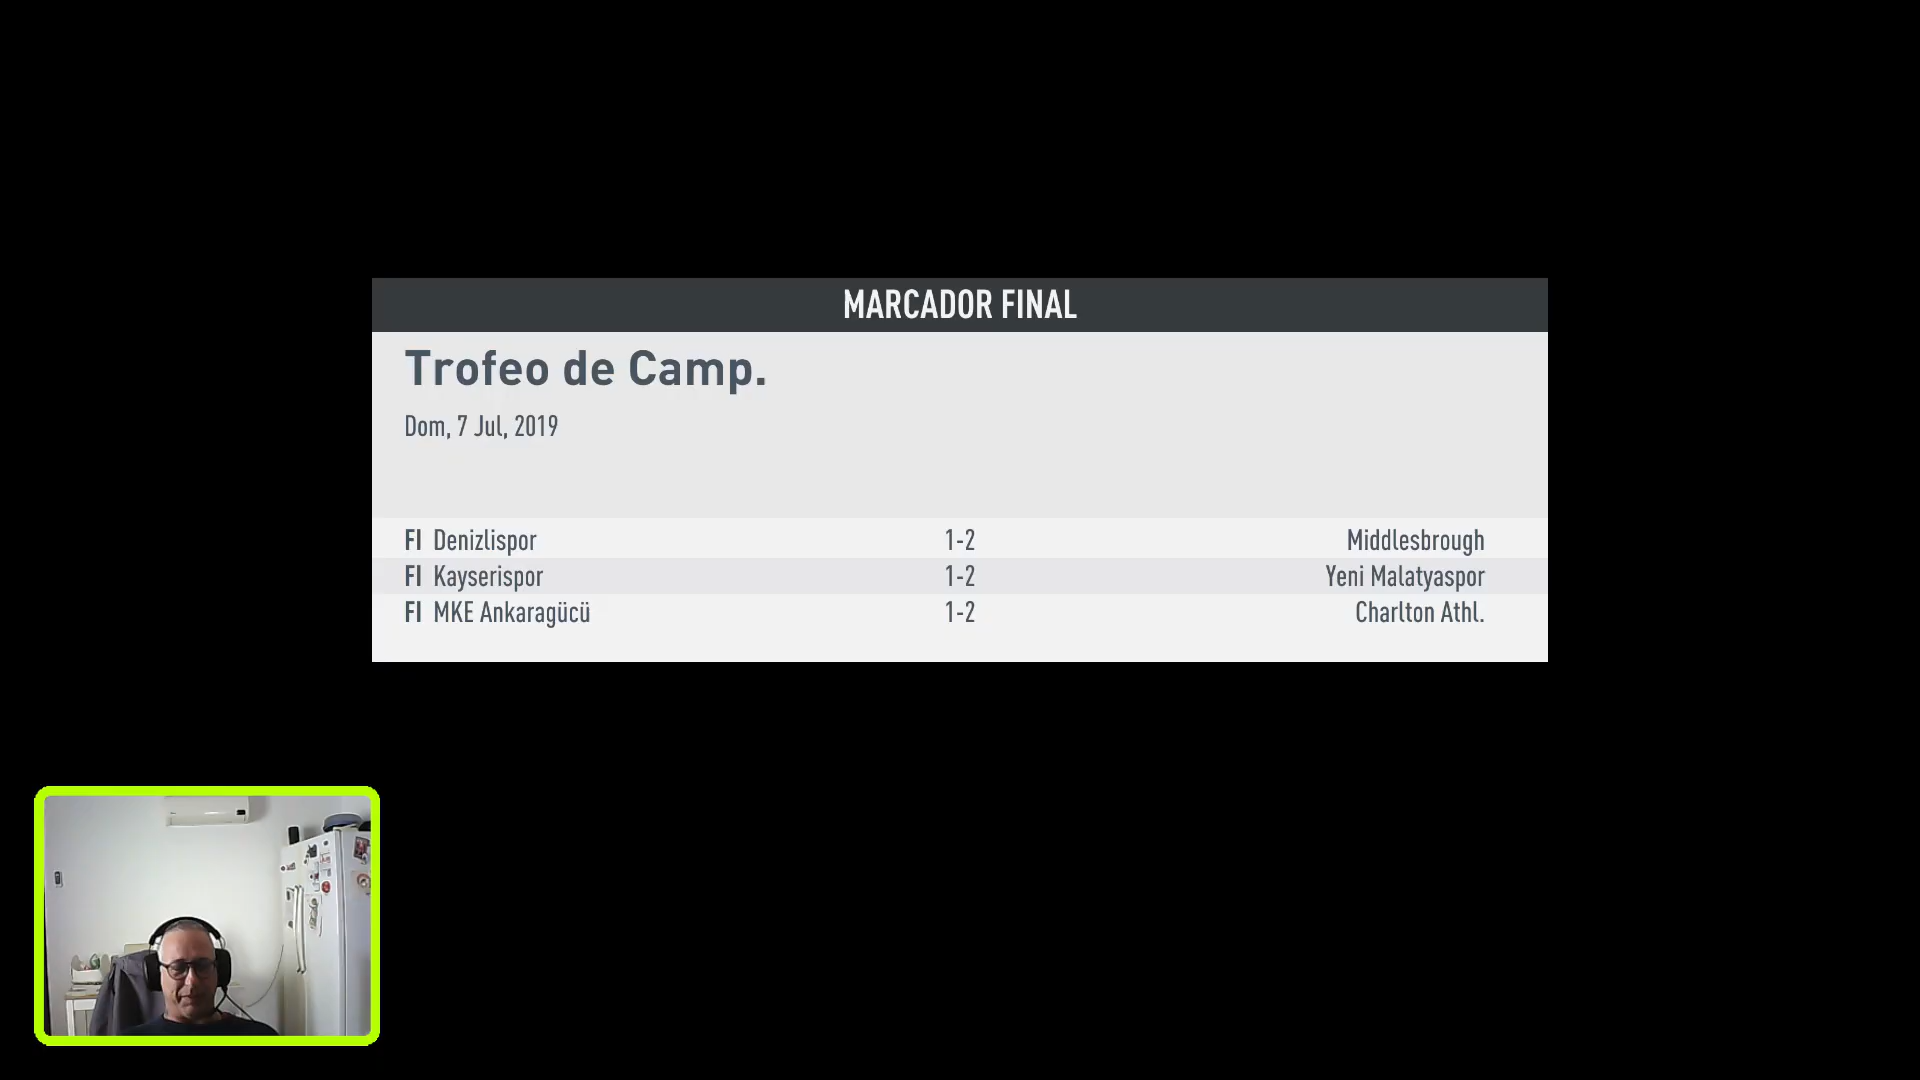 MARCADOR FINAL
Trofeo de Camp.
Dom, 7 Jul, 2019
FI Denizlispor 1-2 Middlesbrough
FI Kayserispor 1-2 Yeni Malatyaspor
FI MKE Ankaragücü 1-2 Charlton Athl.